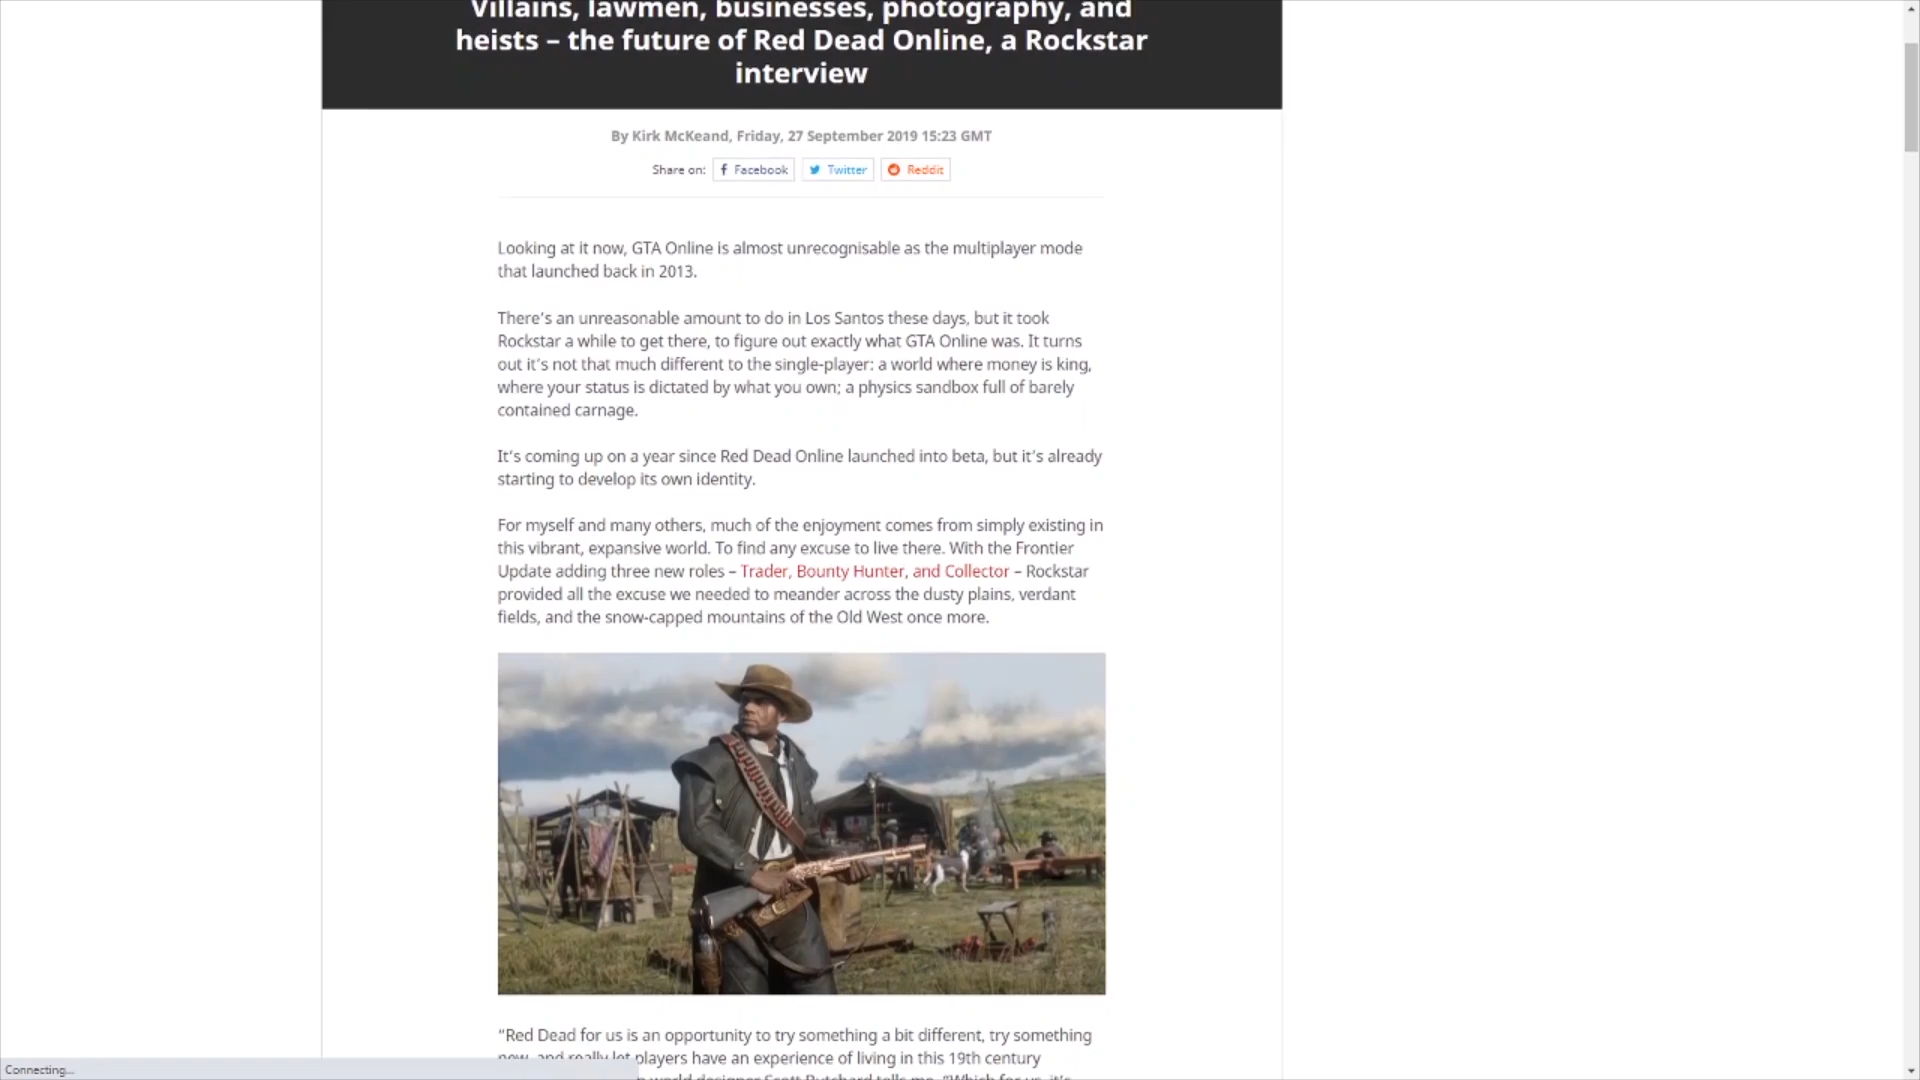 Villains, lawmen, businesses, photography, and
heists – the future of Red Dead Online, a Rockstar
interview
By Kirk McKeand, Friday, 27 September 2019 15:23 GMT
Share on: Facebook Twitter Reddit
Looking at it now, GTA Online is almost unrecognisable as the multiplayer mode
that launched back in 2013.
There's an unreasonable amount to do in Los Santos these days, but it took
Rockstar a while to get there, to figure out exactly what GTA Online was. It turns
out it's not that much different to the single-player: a world where money is king,
where your status is dictated by what you own; a physics sandbox full of barely
contained carnage.
It's coming up on a year since Red Dead Online launched into beta, but it's already
starting to develop its own identity.
For myself and many others, much of the enjoyment comes from simply existing in
this vibrant, expansive world. To find any excuse to live there. With the Frontier
Update adding three new roles – Trader, Bounty Hunter, and Collector – Rockstar
provided all the excuse we needed to meander across the dusty plains, verdant
fields, and the snow-capped mountains of the Old West once more.
“Red Dead for us is an opportunity to try something a bit different, try something
new, and really let players have an experience of living in this 19th century
world designer Scott Butchard tells me. “Which for us, it's
Connecting...